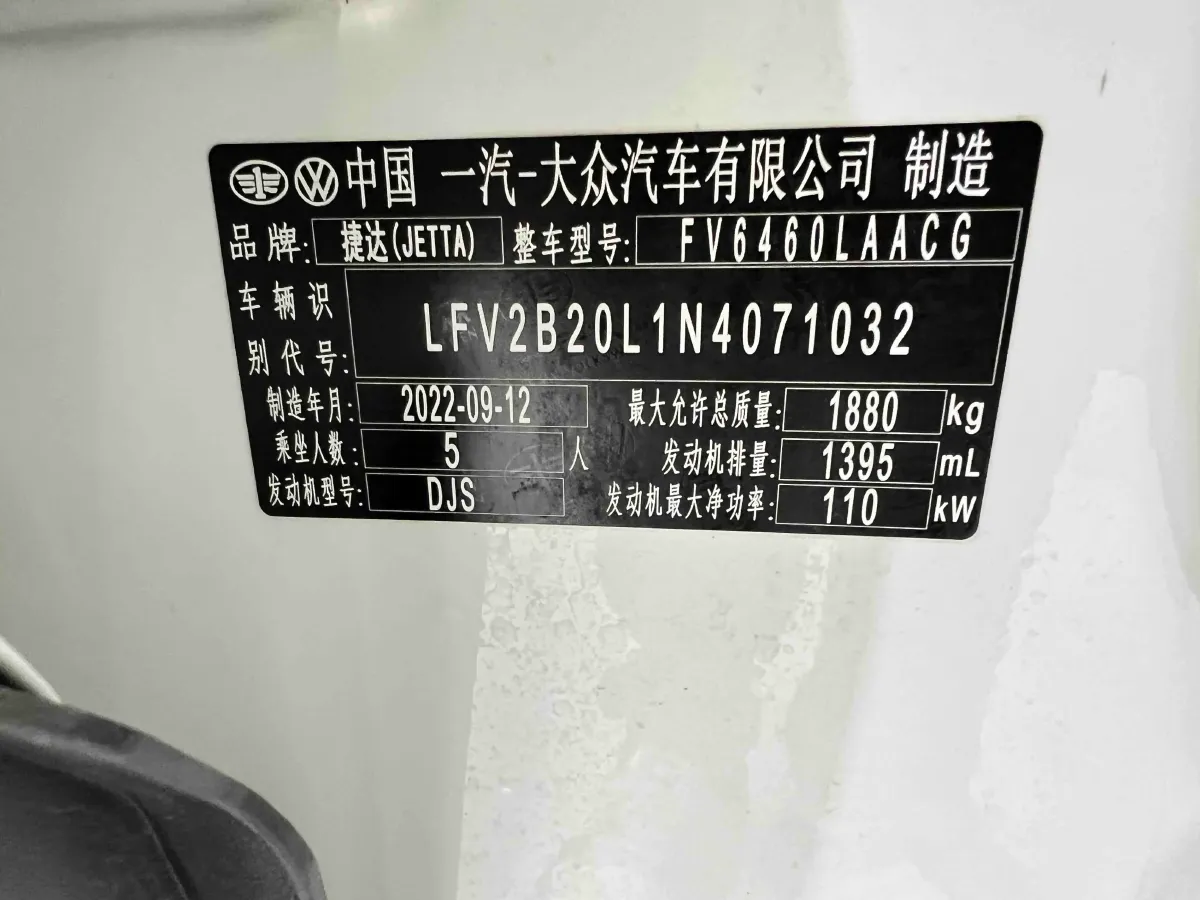 中国 一汽-大众汽车有限公司 制造
品牌: 捷达(JETTA) 整车型号: FV6460LAACG
车辆识别代号: LFV2B20L1N4071032
制造年月: 2022-09-12 最大允许总质量: 1880 kg
乘坐人数: 5 人 发动机排量: 1395 mL
发动机型号: DJS 发动机最大净功率: 110 kW